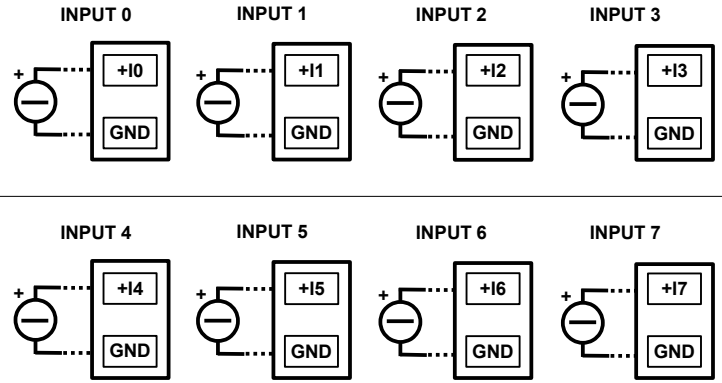 INPUT 0 INPUT 1 INPUT 2 INPUT 3
+ +I0 + +I1 + +I2 + +I3
GND GND GND GND
INPUT 4 INPUT 5 INPUT 6 INPUT 7
+ +I4 + +I5 + +I6 + +I7
GND GND GND GND